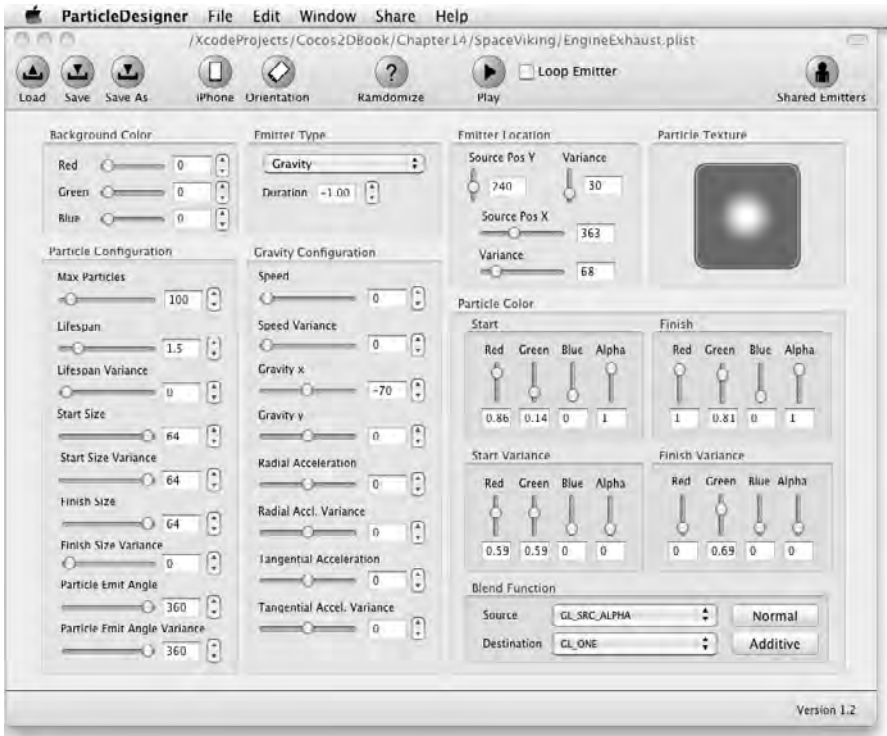 ParticleDesigner File Edit Window Share Help
/XcodeProjects/Cocos2DBook/Chapter14/SpaceViking/EngineExhaust.plist
Load Save Save As iPhone Orientation Ramdomize Play Loop Emitter Shared Emitters
?
Background Color
Red 0
Green 0
Blue 0
Emitter Type
Gravity
Duration -1.00
Emitter Location
Source Pos Y Variance
240 30
Source Pos X
363
Variance
68
Particle Texture
Particle Configuration
Max Particles
100
Lifespan
1.5
Lifespan Variance
0
Start Size
64
Start Size Variance
64
Finish Size
64
Finish Size Variance
0
Particle Emit Angle
360
Particle Emit Angle Variance
360
Gravity Configuration
Speed
0
Speed Variance
0
Gravity x
-70
Gravity y
0
Radial Acceleration
0
Radial Accl. Variance
0
Tangential Acceleration
0
Tangential Accel. Variance
0
Particle Color
Start
Red Green Blue Alpha
0.86 0.14 0 1
Finish
Red Green Blue Alpha
1 0.81 0 1
Start Variance
Red Green Blue Alpha
0.59 0.59 0 0
Finish Variance
Red Green Blue Alpha
0 0.69 0 0
Blend Function
Source GL_SRC_ALPHA Normal
Destination GL_ONE Additive
Version 1.2